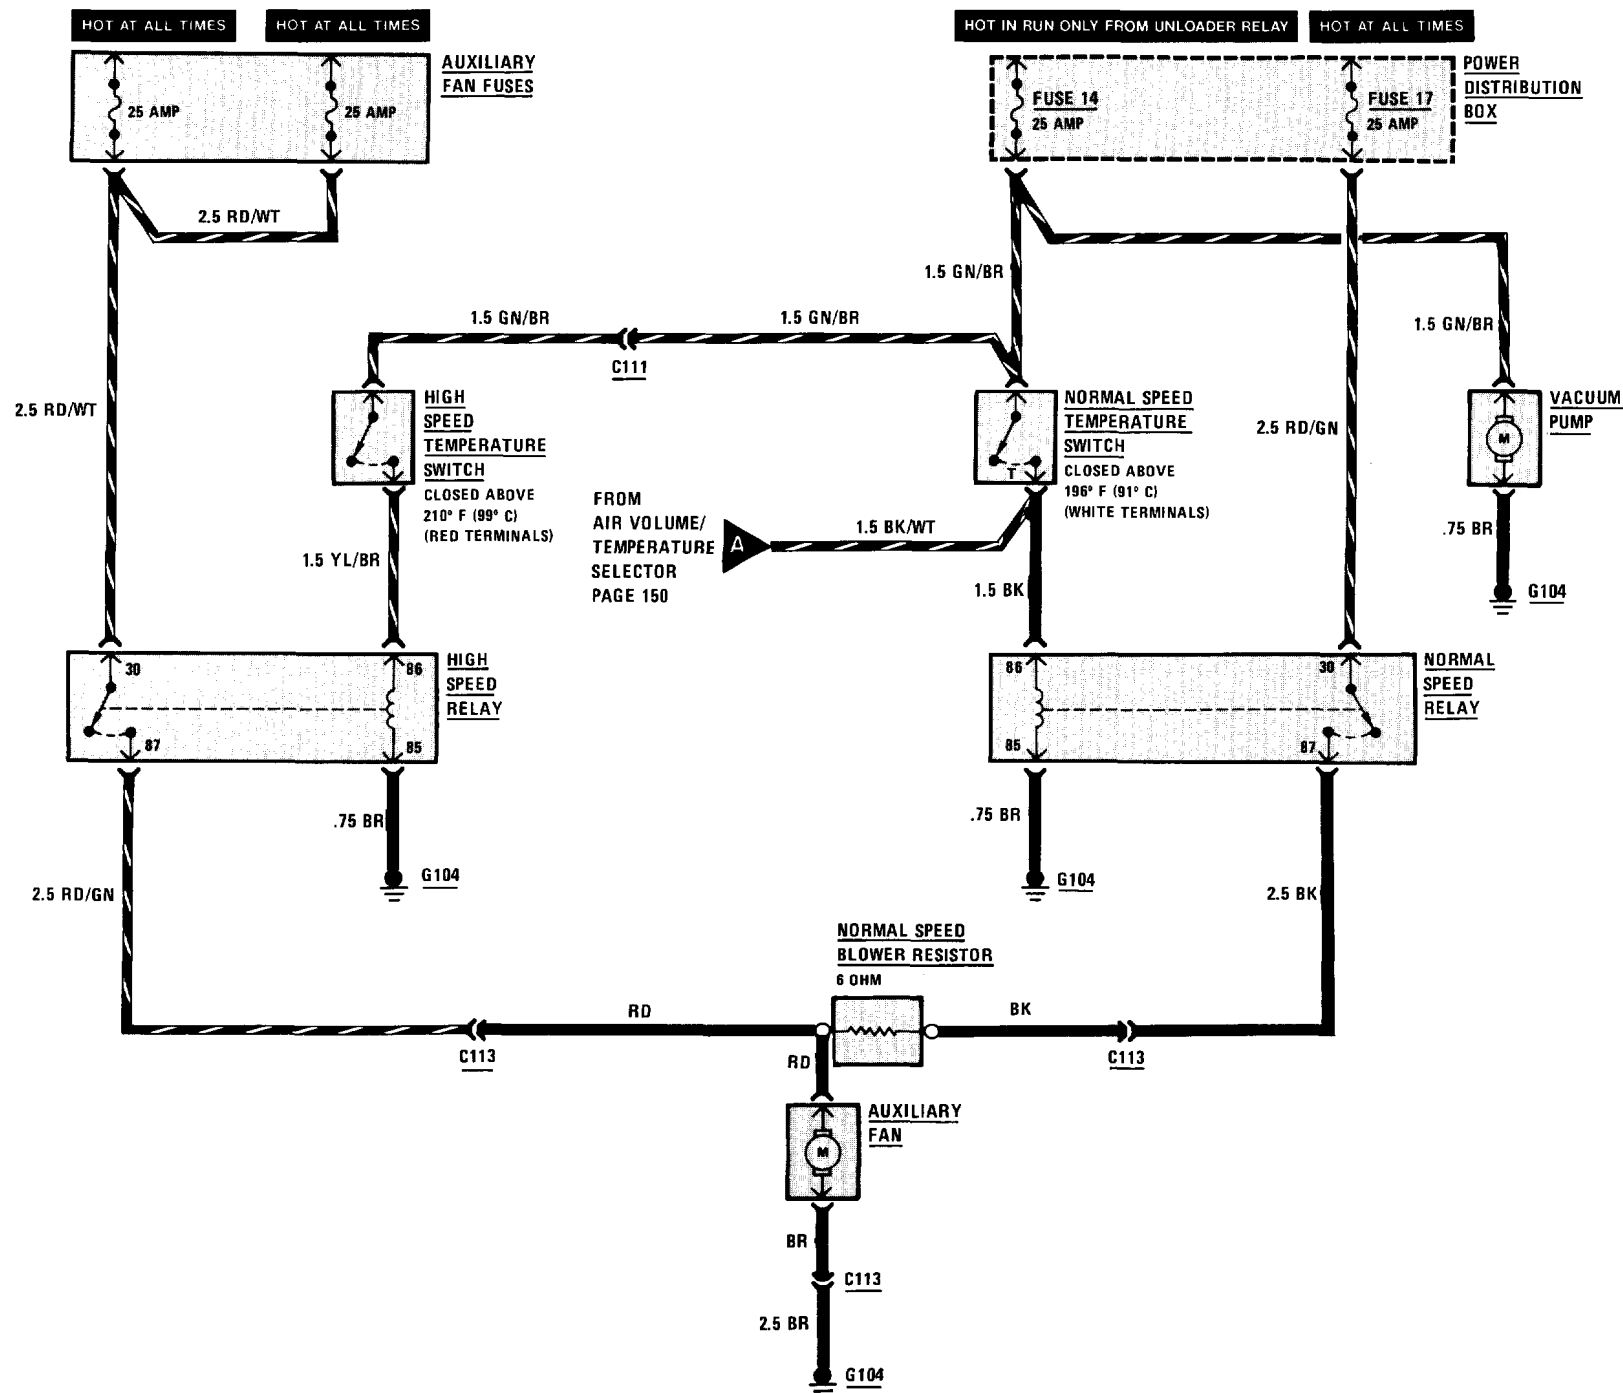 HOT AT ALL TIMES
HOT AT ALL TIMES
HOT IN RUN ONLY FROM UNLOADER RELAY
HOT AT ALL TIMES
AUXILIARY
FAN FUSES
25 AMP
25 AMP
FUSE 14
25 AMP
FUSE 17
25 AMP
POWER
DISTRIBUTION
BOX
2.5 RD/WT
1.5 GN/BR
1.5 GN/BR
1.5 GN/BR
1.5 GN/BR
C111
2.5 RD/WT
HIGH
SPEED
TEMPERATURE
SWITCH
CLOSED ABOVE
210° F (99° C)
(RED TERMINALS)
T
NORMAL SPEED
TEMPERATURE
SWITCH
CLOSED ABOVE
196° F (91° C)
(WHITE TERMINALS)
2.5 RD/GN
M
VACUUM
PUMP
FROM
AIR VOLUME/
TEMPERATURE
SELECTOR
PAGE 150
A
1.5 BK/WT
.75 BR
1.5 YL/BR
1.5 BK
G104
30
86
87
85
HIGH
SPEED
RELAY
86
30
85
87
NORMAL
SPEED
RELAY
.75 BR
G104
.75 BR
G104
2.5 RD/GN
2.5 BK
NORMAL SPEED
BLOWER RESISTOR
6 OHM
RD
BK
C113
C113
RD
M
AUXILIARY
FAN
BR
C113
2.5 BR
G104